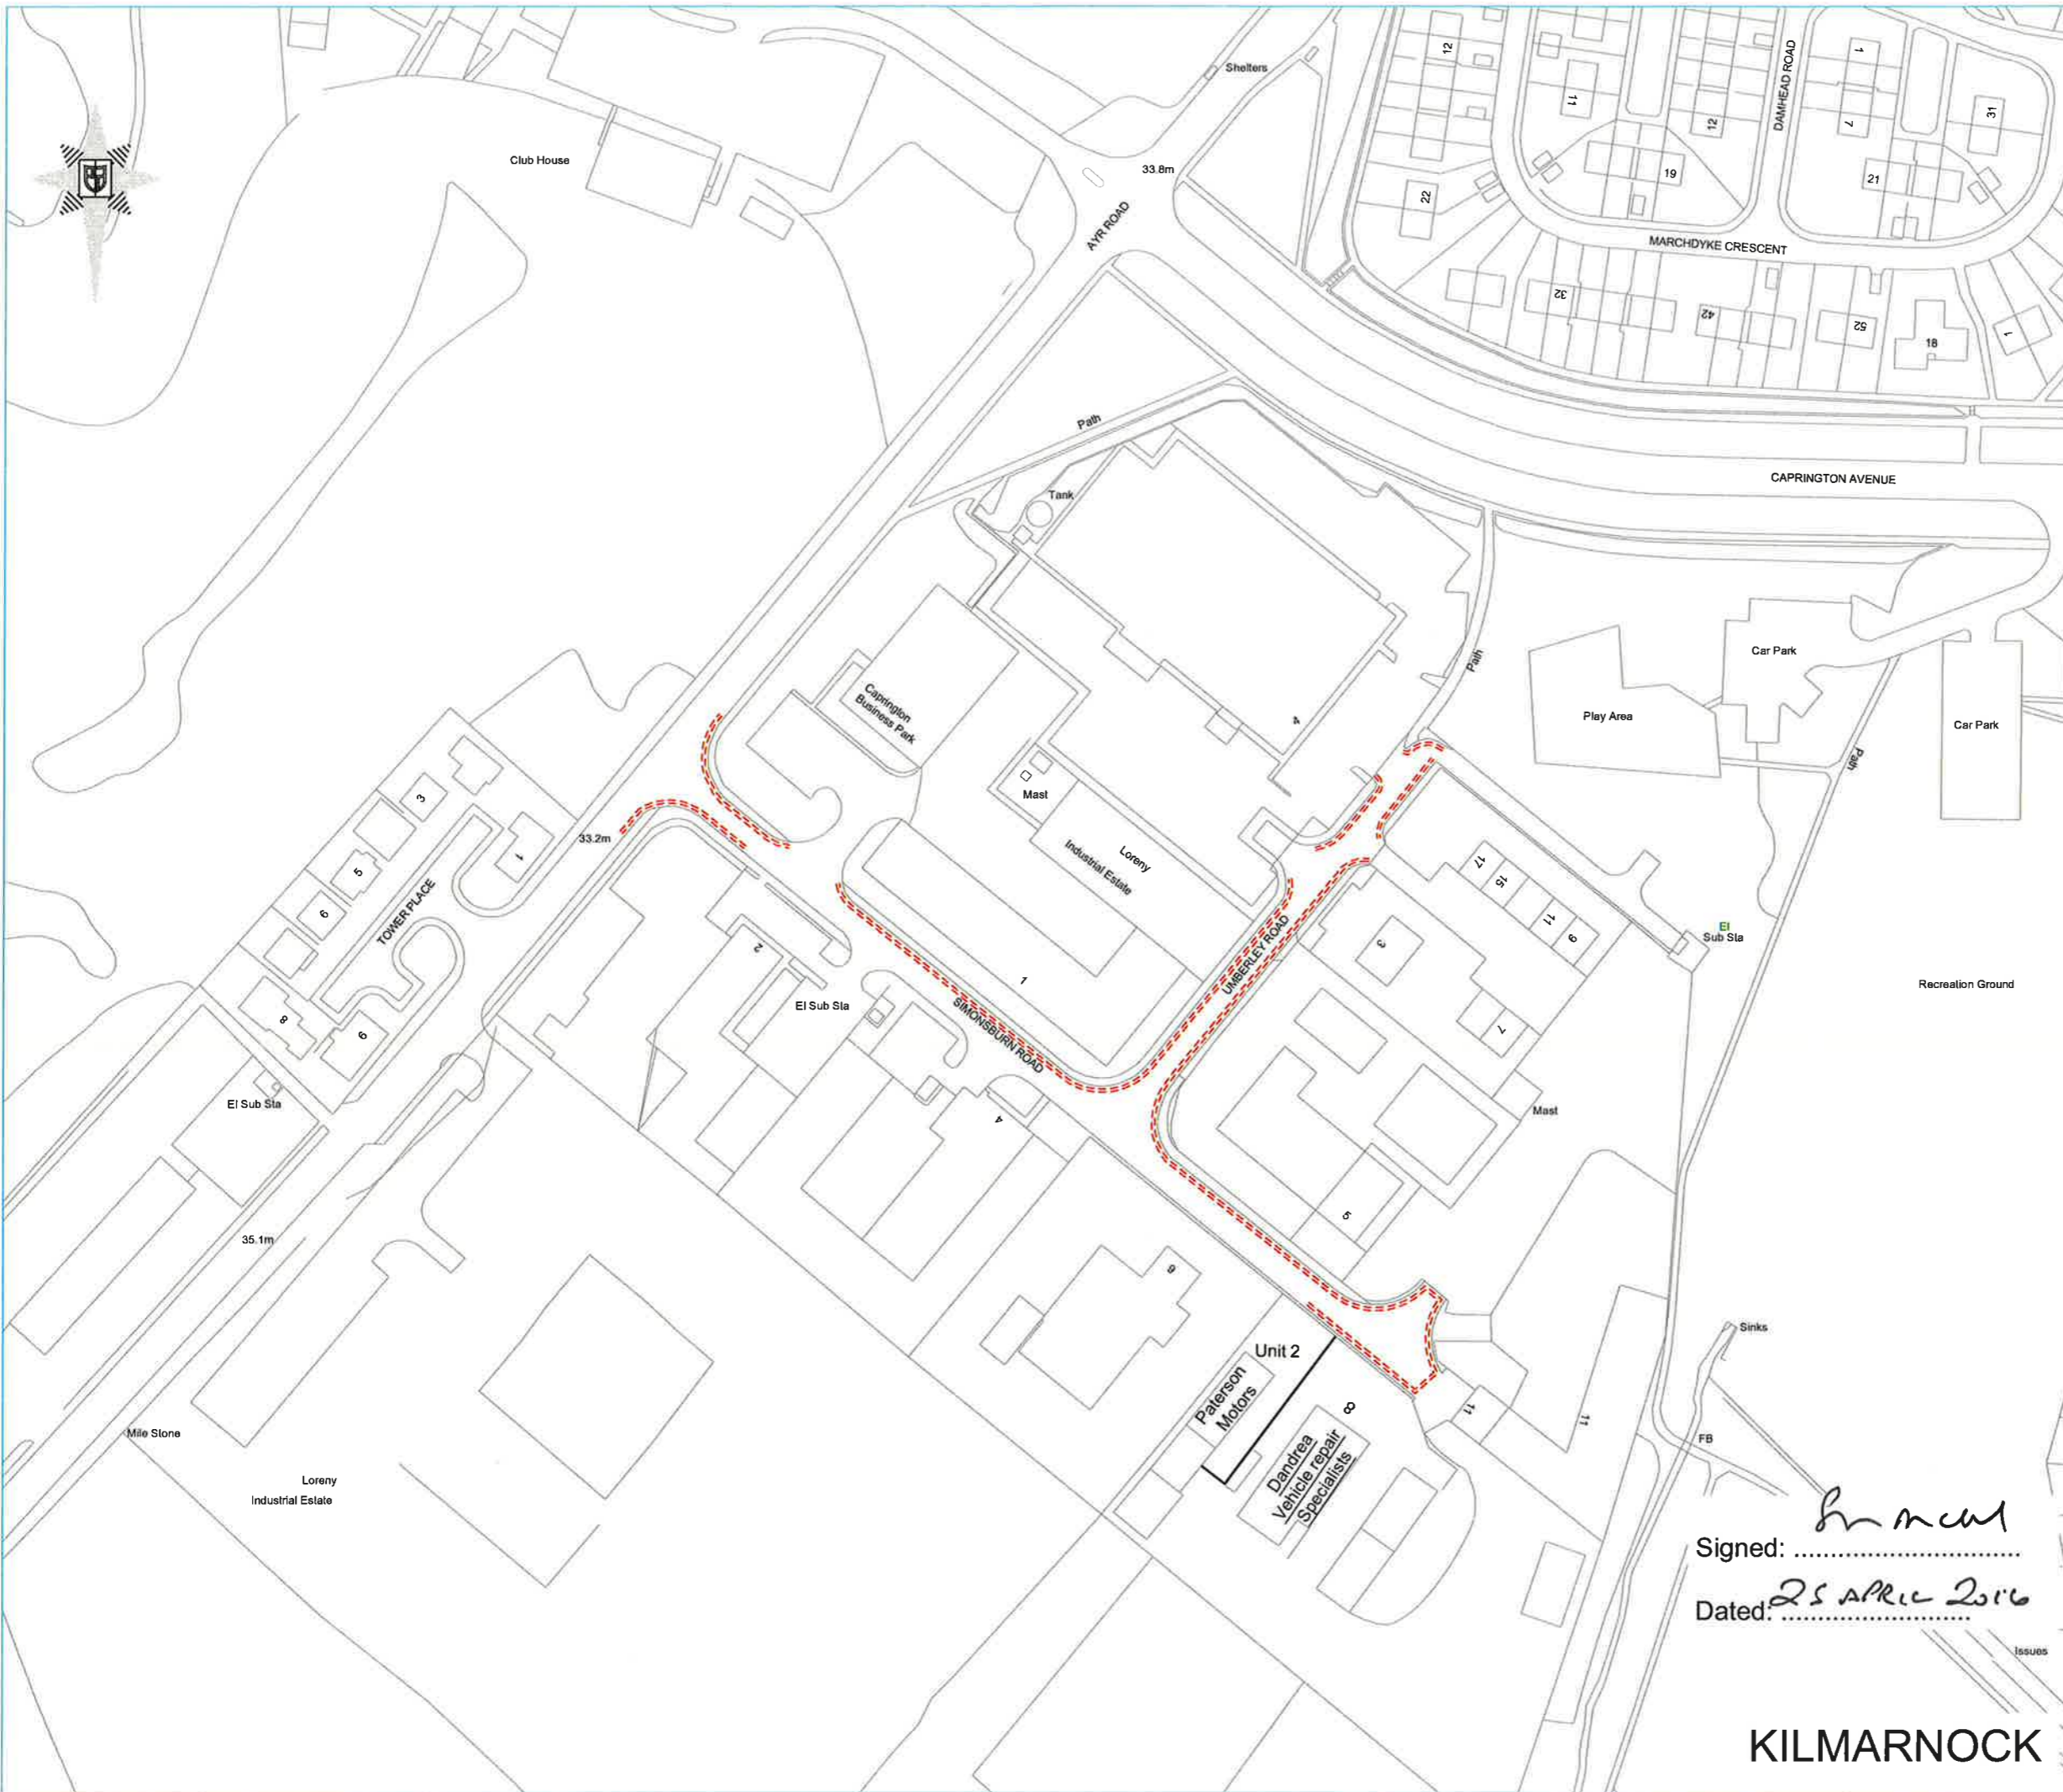 12
Shelters
DAMHEAD ROAD
1
11
12
7
31
Club House
33.8m
19
21
22
AYR ROAD
MARCHDYKE CRESCENT
32
42
52
18
1
Path
CAPRINGTON AVENUE
Tank
Path
Car Park
Caprington
Business Park
4
Play Area
Car Park
Path
Mast
3
33.2m
1
5
Loreny
Industrial Estate
17
15
11
9
6
TOWER PLACE
El
Sub Sta
UMBERLEY ROAD
3
2
1
Recreation Ground
El Sub Sta
SIMONSBURN ROAD
7
8
9
El Sub Sta
4
Mast
5
35.1m
6
Unit 2
Sinks
Paterson
Motors
8
11
11
Dandrea
Vehicle repair
Specialists
Mile Stone
FB
Loreny
Industrial Estate
Signed:
Dated: 25 APRIL 2016
Issues
KILMARNOCK